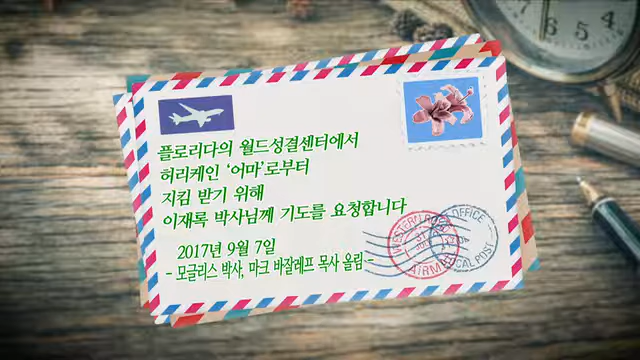 플로리다의 월드성결센터에서
허리케인 '어마'로부터
지킴 받기 위해
이재록 박사님께 기도를 요청합니다
2017년 9월 7일
- 모글리스 박사, 마크 바잘레프 목사 올림 -
AIRMAIL